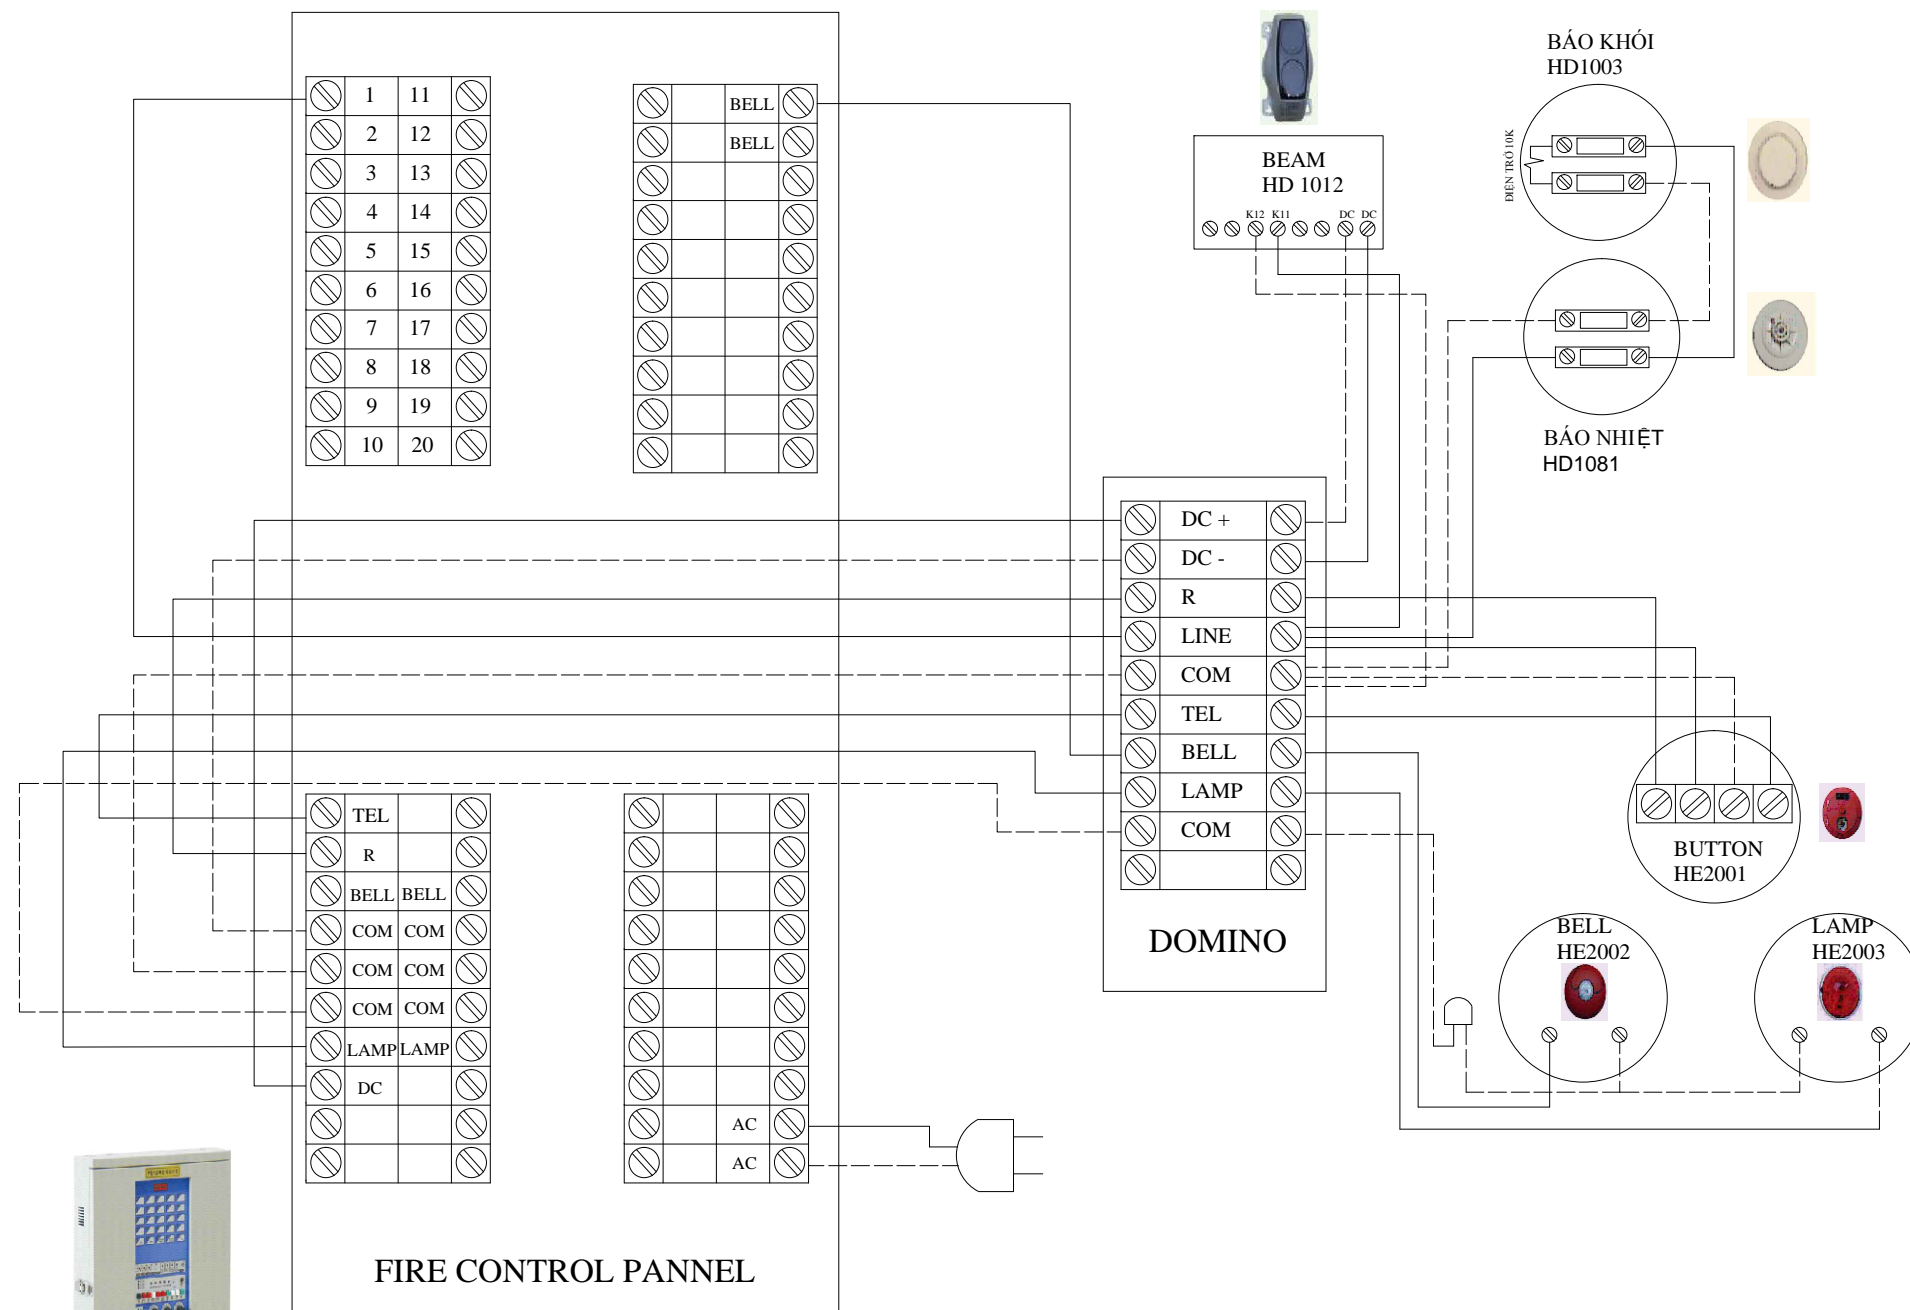 1 11
2 12
3 13
4 14
5 15
6 16
7 17
8 18
9 19
10 20
BELL
BELL
BEAM
HD 1012
K12 K11 DC DC
BÁO KHÓI
HD1003
ĐIỆN TRỞ 10K
BÁO NHIỆT
HD1081
DC +
DC -
R
LINE
COM
TEL
BELL
LAMP
COM
DOMINO
TEL
R
BELL BELL
COM COM
COM COM
COM COM
LAMP LAMP
DC
AC
AC
BUTTON
HE2001
BELL
HE2002
LAMP
HE2003
FIRE CONTROL PANNEL